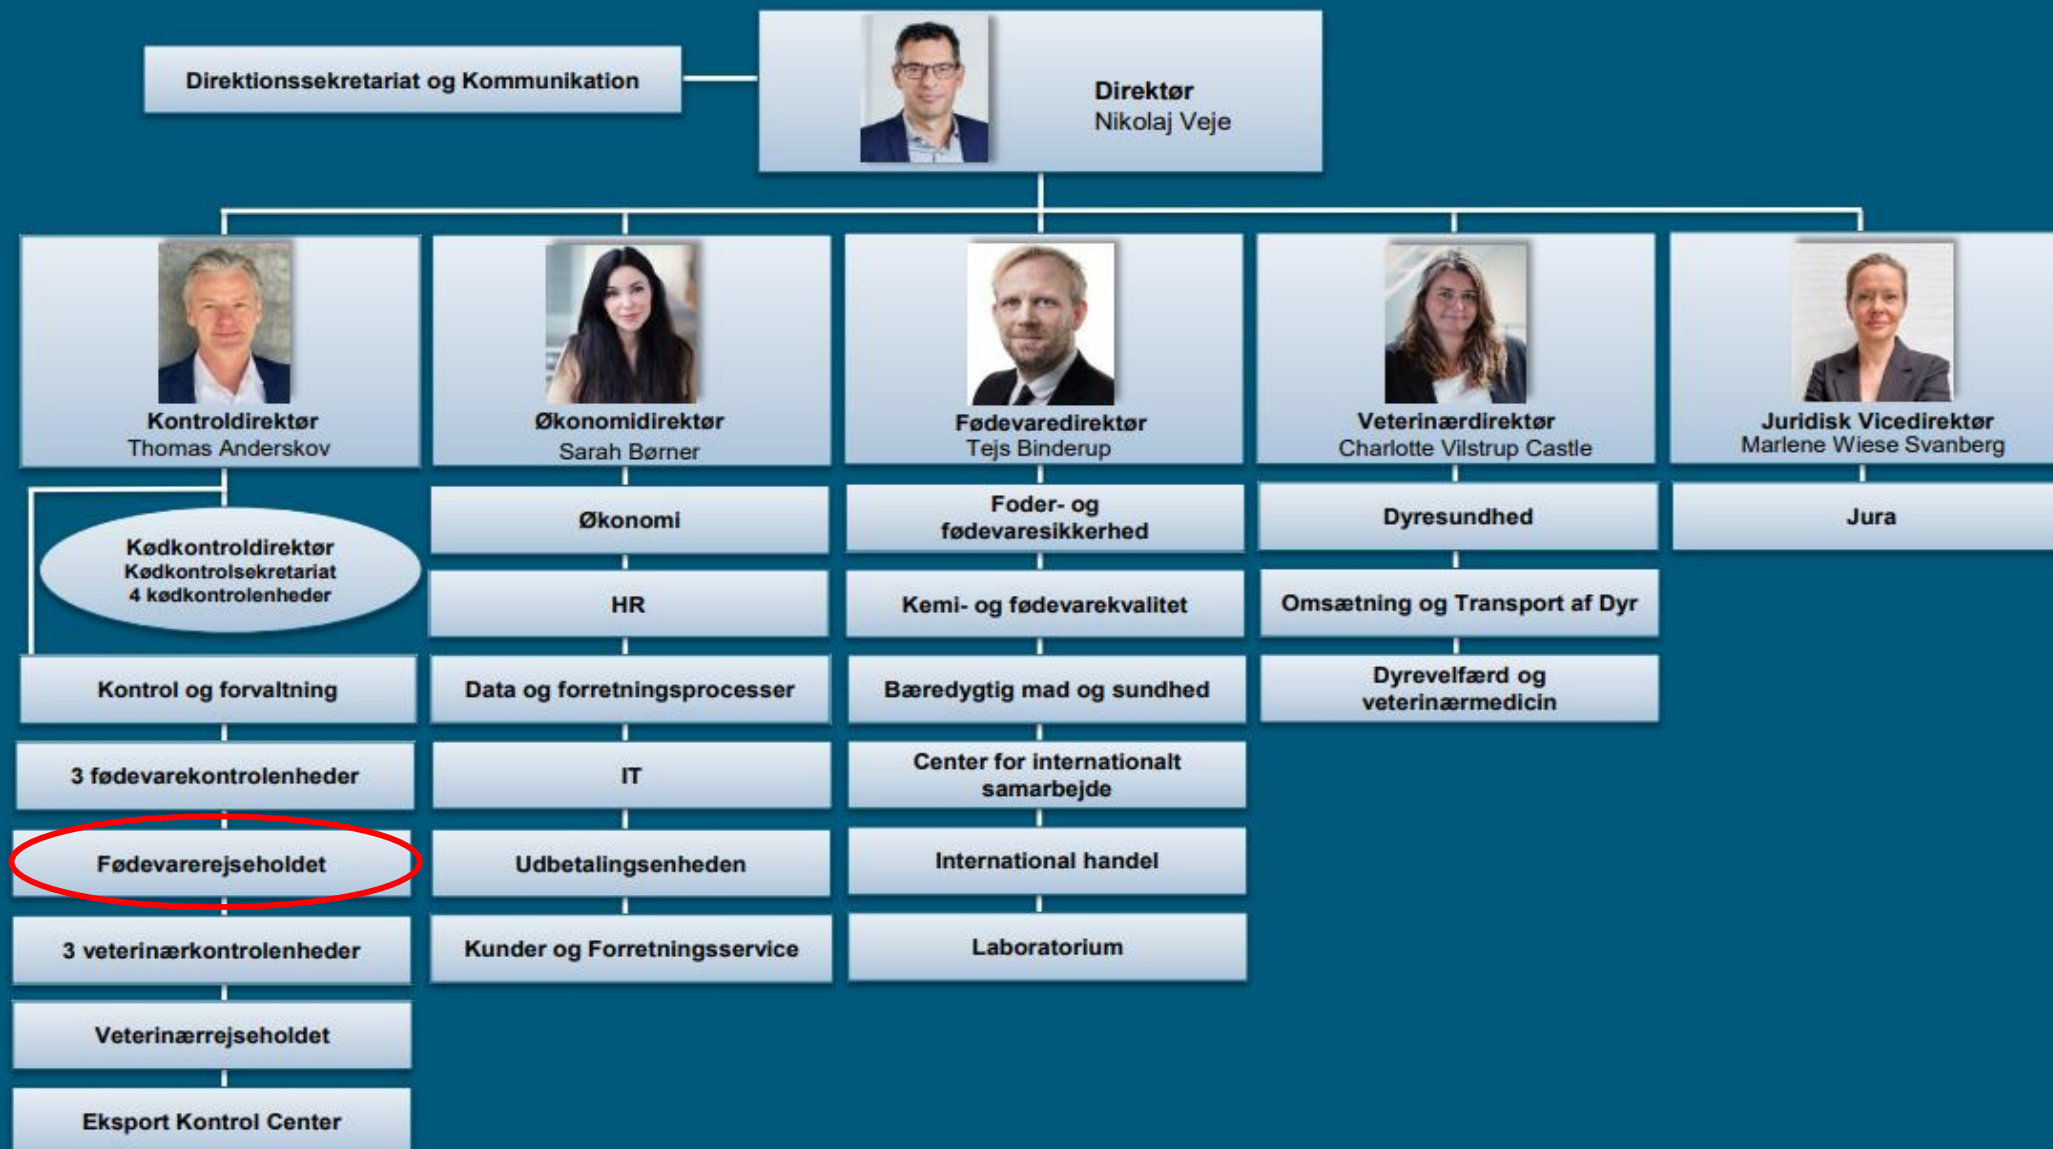 Direktionssekretariat og Kommunikation
Direktør
Nikolaj Veje
Kontroldirektør
Thomas Anderskov
Kødkontroldirektør
Kødkontrolsekretariat
4 kødkontrolenheder
Kontrol og forvaltning
3 fødevarekontrolenheder
Fødevarerejseholdet
3 veterinærkontrolenheder
Veterinærrejseholdet
Eksport Kontrol Center
Økonomidirektør
Sarah Børner
Økonomi
HR
Data og forretningsprocesser
IT
Udbetalingsenheden
Kunder og Forretningsservice
Fødevaredirektør
Tejs Binderup
Foder- og
fødevaresikkerhed
Kemi- og fødevarekvalitet
Bæredygtig mad og sundhed
Center for internationalt
samarbejde
International handel
Laboratorium
Veterinærdirektør
Charlotte Vilstrup Castle
Dyresundhed
Omsætning og Transport af Dyr
Dyrevelfærd og
veterinærmedicin
Juridisk Vicedirektør
Marlene Wiese Svanberg
Jura